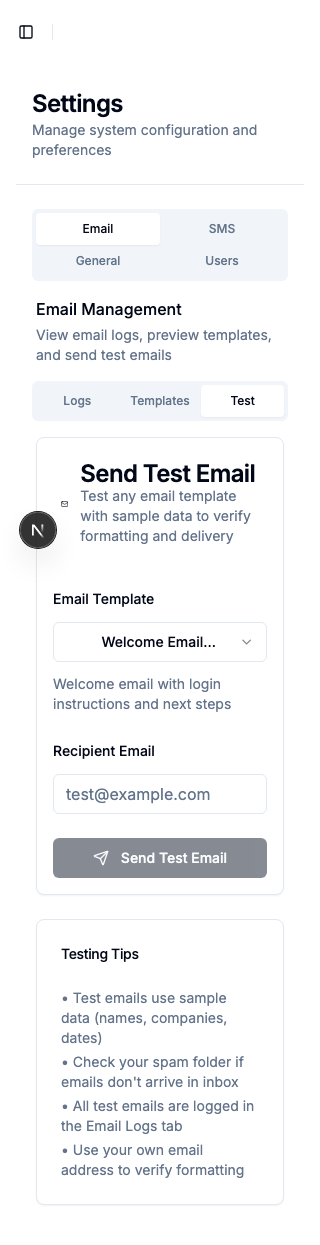 Settings
Manage system configuration and
preferences
Email
SMS
General
Users
Email Management
View email logs, preview templates,
and send test emails
Logs
Templates
Test
Send Test Email
Test any email template
with sample data to verify
formatting and delivery
N
Email Template
Welcome Email...
Welcome email with login
instructions and next steps
Recipient Email
test@example.com
Send Test Email
Testing Tips
• Test emails use sample
data (names, companies,
dates)
• Check your spam folder if
emails don't arrive in inbox
• All test emails are logged in
the Email Logs tab
• Use your own email
address to verify formatting